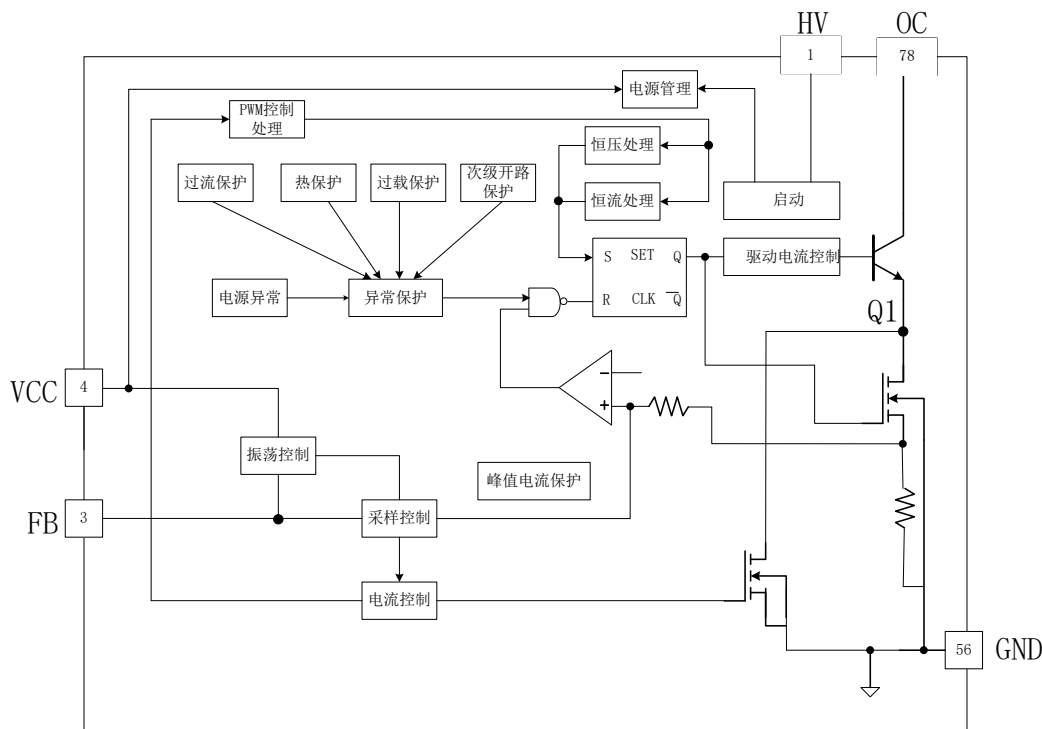 HV
OC
1
78
电源管理
PWM控制
处理
恒压处理
过流保护
热保护
过载保护
次级开路
保护
恒流处理
启动
S SET Q
驱动电流控制
电源异常
异常保护
R CLK Q
Q1
VCC
4
振荡控制
峰值电流保护
FB
3
采样控制
电流控制
56
GND